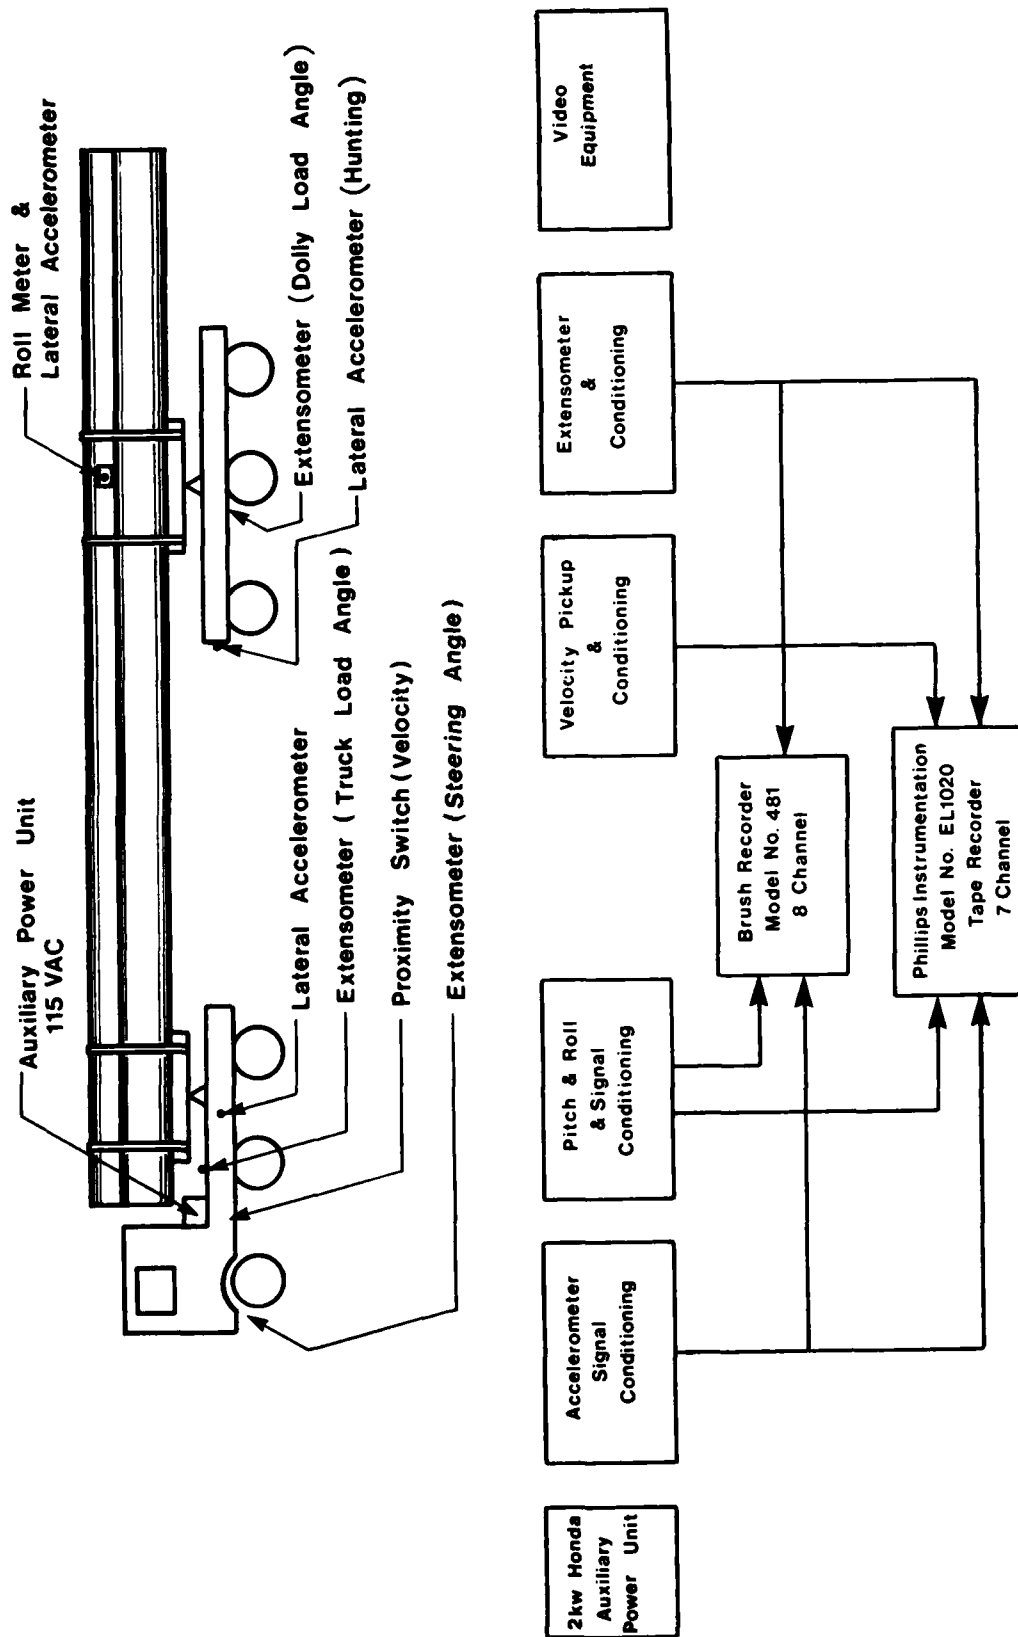 Auxiliary Power Unit
115 VAC
Roll Meter &
Lateral Accelerometer
Lateral Accelerometer
Extensometer (Truck Load Angle)
Proximity Switch (Velocity)
Extensometer (Steering Angle)
Extensometer (Dolly Load Angle)
Lateral Accelerometer (Hunting)
2kw Honda
Auxiliary
Power Unit
Accelerometer
Signal
Conditioning
Pitch & Roll
& Signal
Conditioning
Velocity Pickup
&
Conditioning
Extensometer
&
Conditioning
Video
Equipment
Brush Recorder
Model No. 481
8 Channel
Phillips Instrumentation
Model No. EL1020
Tape Recorder
7 Channel